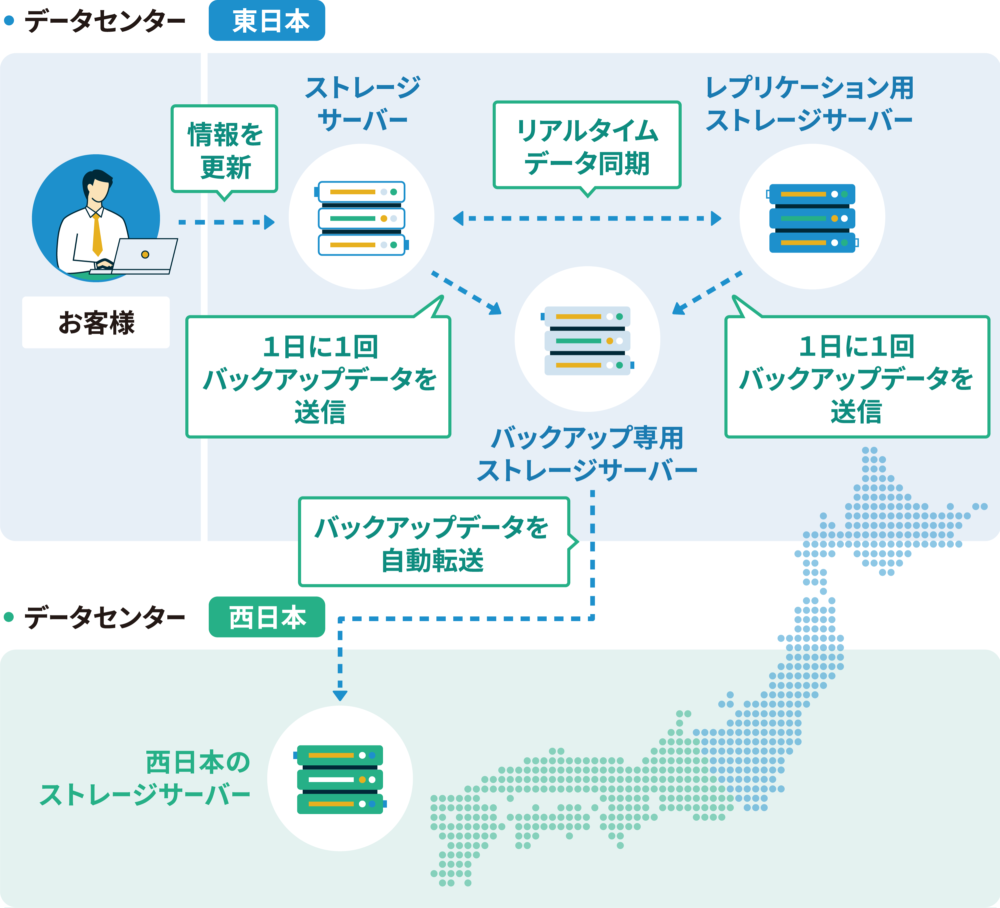 データセンター
東日本
ストレージ
サーバー
レプリケーション用
ストレージサーバー
情報を
更新
リアルタイム
データ同期
お客様
1日に1回
バックアップデータを
送信
1日に1回
バックアップデータを
送信
バックアップ専用
ストレージサーバー
バックアップデータを
自動転送
データセンター
西日本
西日本の
ストレージサーバー